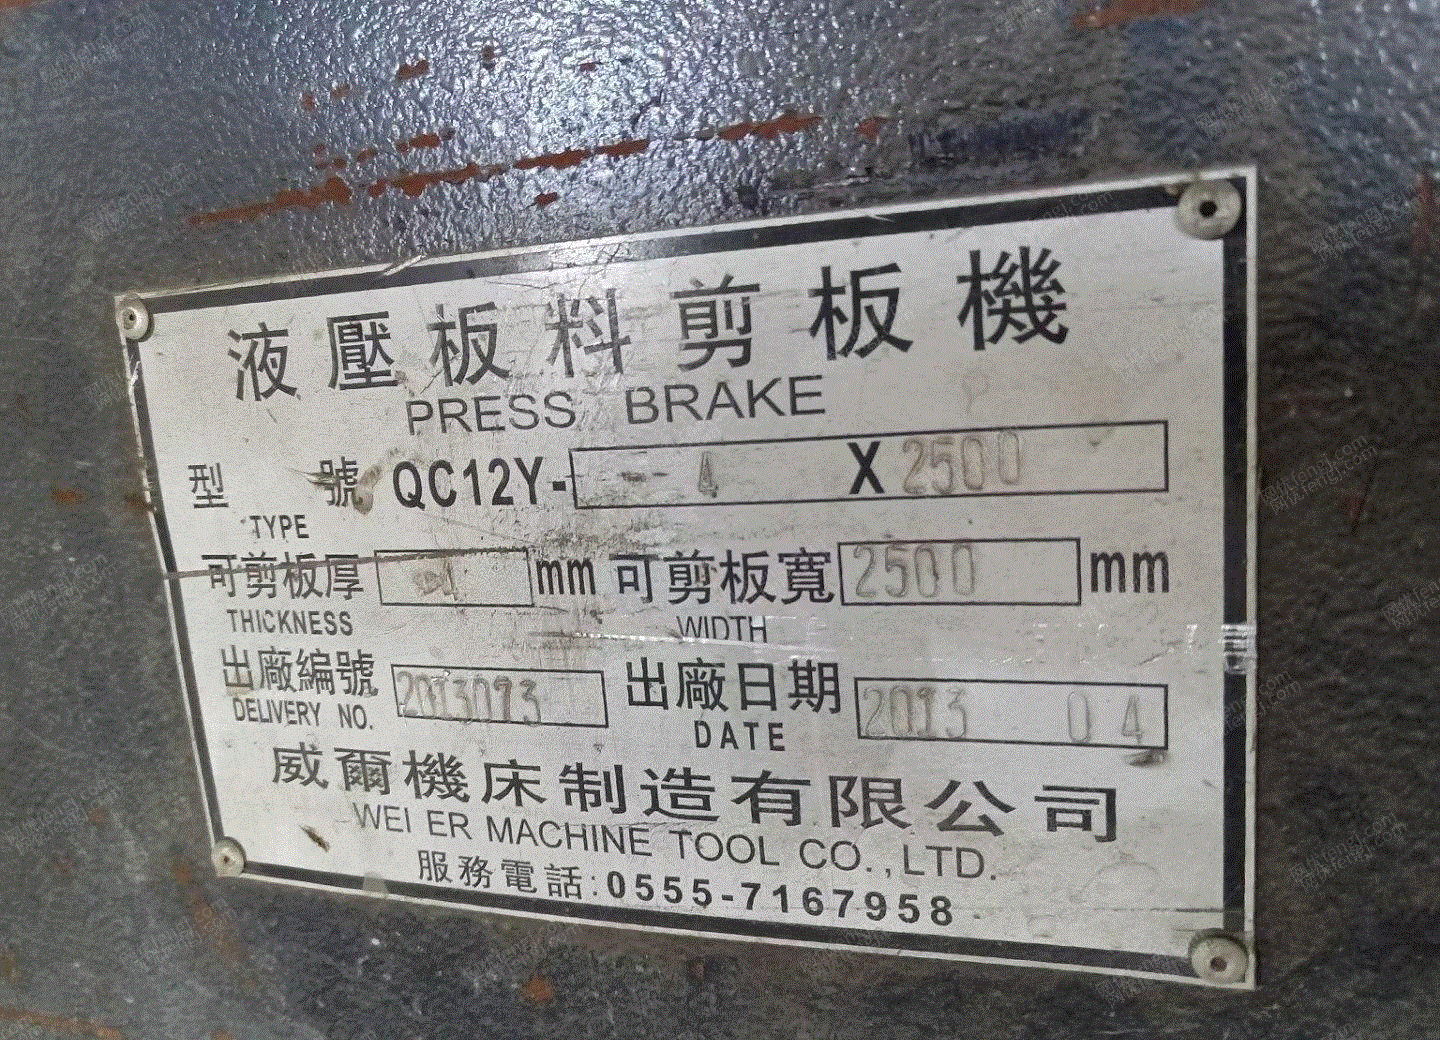 液壓板料剪板機
PRESS BRAKE
型 號 QC12Y- 4 X 2500
TYPE
可剪板厚 4 mm 可剪板寬 2500 mm
THICKNESS WIDTH
出廠編號 2013073 出廠日期 2013 04
DELIVERY NO. DATE
威爾機床制造有限公司
WEI ER MACHINE TOOL CO.,LTD.
服務電話:0555-7167958